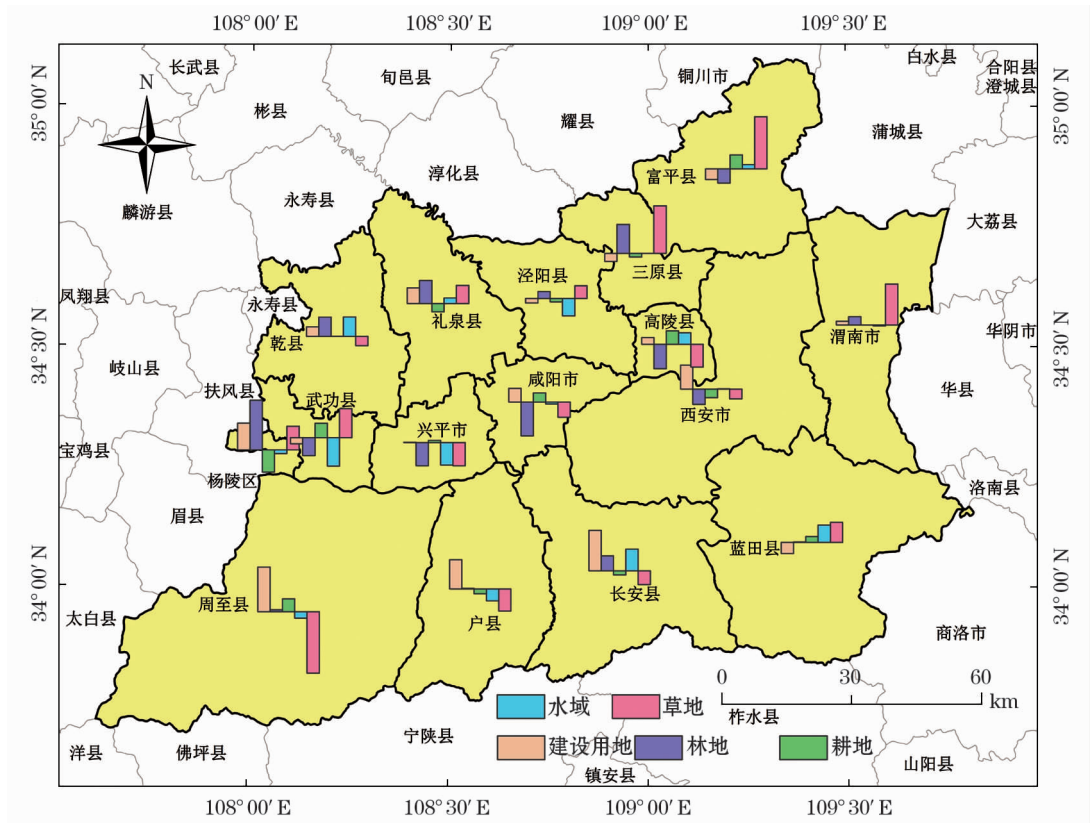 108° 00′ E 108° 30′ E 109° 00′ E 109° 30′ E
长武县 旬邑县 铜川市 白水县
合阳县
澄城县
N
35° 00′ N 35° 00′ N
彬县 耀县 蒲城县
淳化县 富平县
永寿县
麟游县 大荔县
三原县
泾阳县
凤翔县 永寿县
礼泉县 高陵县 华阴市
乾县 渭南市
34° 30′ N 34° 30′ N
岐山县 咸阳市
扶风县 武功县 华县
西安市
兴平市
宝鸡县
杨陵区 洛南县
眉县
蓝田县
34° 00′ N 34° 00′ N
周至县 长安县
太白县 户县
商洛市
0 30 60
km
水域 草地 柞水县
洋县 佛坪县 宁陕县 建设用地 林地 耕地
镇安县 山阳县
108° 00′ E 108° 30′ E 109° 00′ E 109° 30′ E